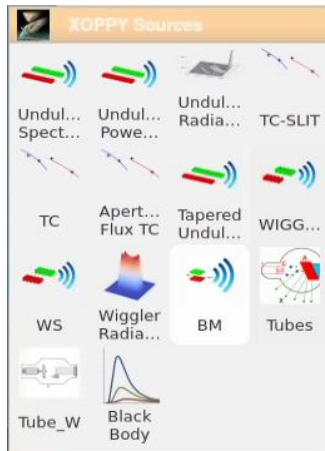 XOPPY Sources
Undul... Undul... Undul... TC-SLIT
Spect... Powe... Radia...
TC Apert... Tapered WIGG...
Flux TC Undul...
WS Wiggler BM Tubes
Radia...
Tube_W Black
Body